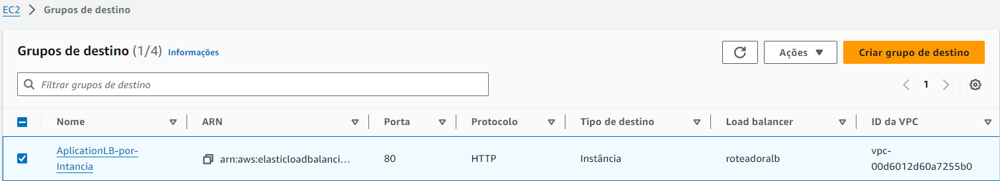 EC2 > Grupos de destino
Grupos de destino (1/4) Informações
Ações
Criar grupo de destino
Filtrar grupos de destino
1
Nome ARN Porta Protocolo Tipo de destino Load balancer ID da VPC
AplicationLB-por-
Intancia
arn:aws:elasticloadbalanci... 80 HTTP Instância roteadoralb
vpc-
00d6012d60a7255b0